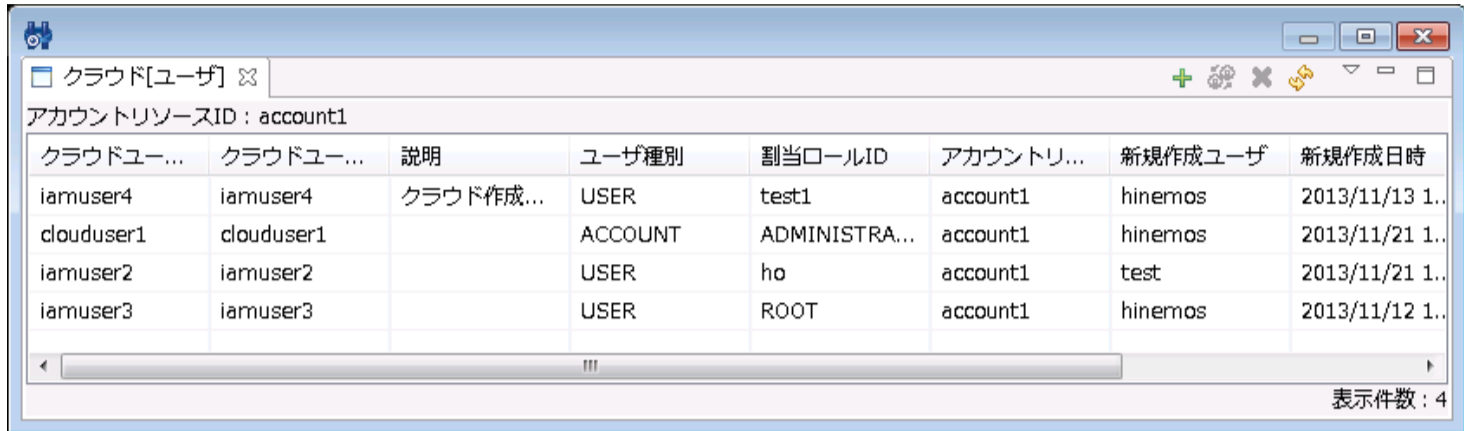 クラウド[ユーザ]
アカウントリソースID : account1
クラウドユー... クラウドユー... 説明 ユーザ種別 割当ロールID アカウントリ... 新規作成ユーザ 新規作成日時
iamuser4 iamuser4 クラウド作成... USER test1 account1 hinemos 2013/11/13 1..
clouduser1 clouduser1 ACCOUNT ADMINISTRA... account1 hinemos 2013/11/21 1..
iamuser2 iamuser2 USER ho account1 test 2013/11/21 1..
iamuser3 iamuser3 USER ROOT account1 hinemos 2013/11/12 1..
表示件数 : 4